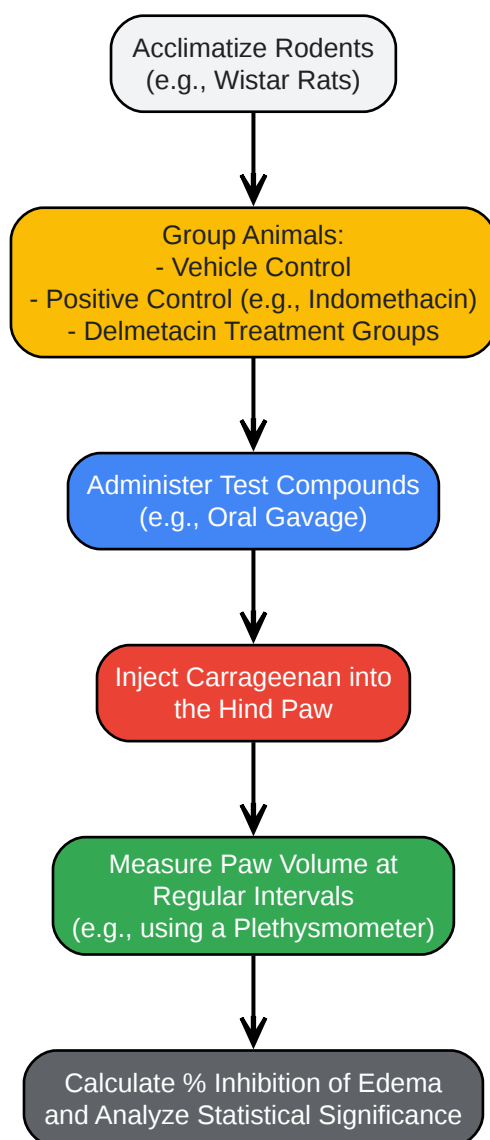 Acclimatize Rodents
(e.g., Wistar Rats)
Group Animals:
- Vehicle Control
- Positive Control (e.g., Indomethacin)
- Delmetacin Treatment Groups
Administer Test Compounds
(e.g., Oral Gavage)
Inject Carrageenan into
the Hind Paw
Measure Paw Volume at
Regular Intervals
(e.g., using a Plethysmometer)
Calculate % Inhibition of Edema
and Analyze Statistical Significance